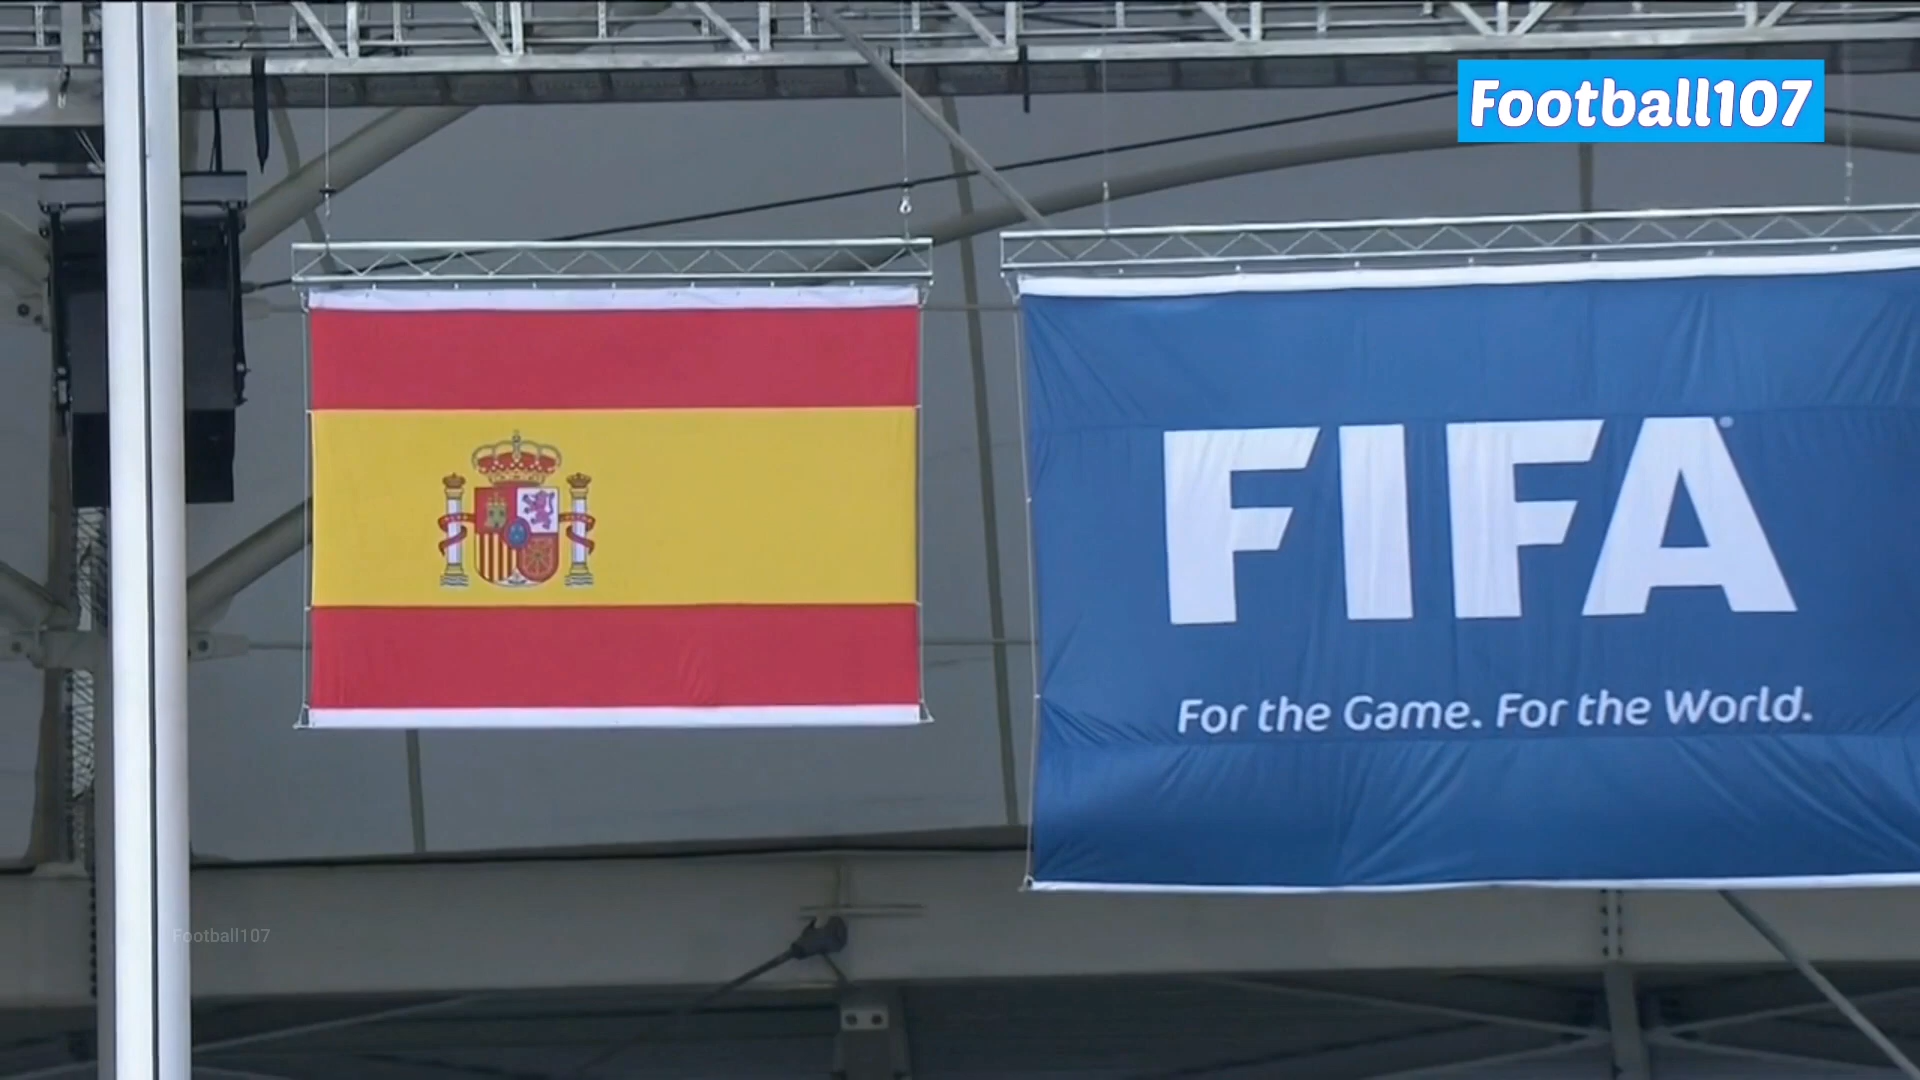 Football107
FIFA
For the Game. For the World.
Football107